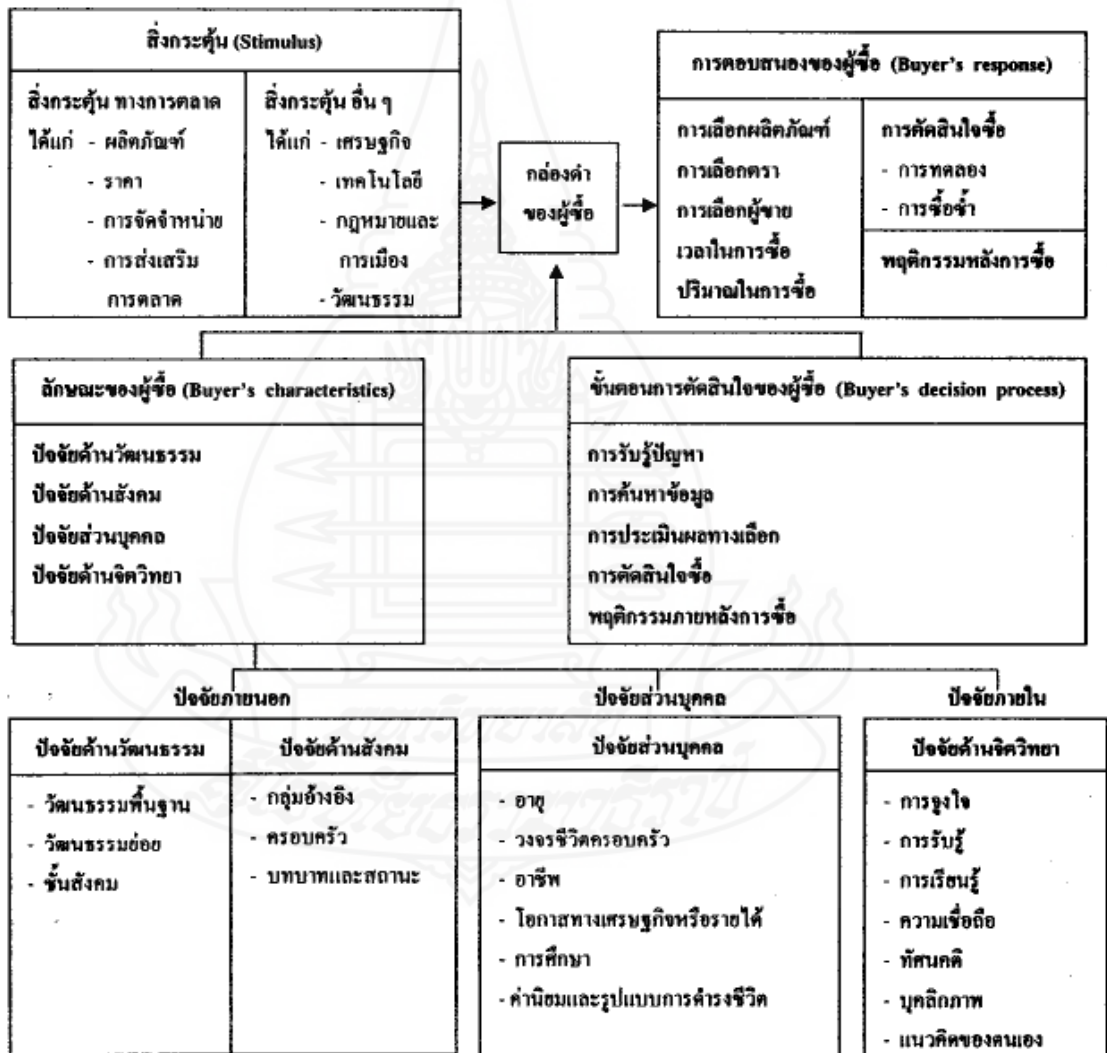 สิ่งกระตุ้น (Stimulus)
สิ่งกระตุ้น ทางการตลาด
ได้แก่ - ผลิตภัณฑ์
- ราคา
- การจัดจำหน่าย
- การส่งเสริม
การตลาด
สิ่งกระตุ้น อื่น ๆ
ได้แก่ - เศรษฐกิจ
- เทคโนโลยี
- กฎหมายและ
การเมือง
- วัฒนธรรม
กล่องดำ
ของผู้ซื้อ
การตอบสนองของผู้ซื้อ (Buyer's response)
การเลือกผลิตภัณฑ์
การเลือกตรา
การเลือกผู้ขาย
เวลาในการซื้อ
ปริมาณในการซื้อ
การตัดสินใจซื้อ
- การทดลอง
- การซื้อซ้ำ
พฤติกรรมหลังการซื้อ
ลักษณะของผู้ซื้อ (Buyer's characteristics)
ปัจจัยด้านวัฒนธรรม
ปัจจัยด้านสังคม
ปัจจัยส่วนบุคคล
ปัจจัยด้านจิตวิทยา
ขั้นตอนการตัดสินใจของผู้ซื้อ (Buyer's decision process)
การรับรู้ปัญหา
การค้นหาข้อมูล
การประเมินผลทางเลือก
การตัดสินใจซื้อ
พฤติกรรมภายหลังการซื้อ
ปัจจัยภายนอก
ปัจจัยส่วนบุคคล
ปัจจัยภายใน
ปัจจัยด้านวัฒนธรรม
- วัฒนธรรมพื้นฐาน
- วัฒนธรรมย่อย
- ชั้นสังคม
ปัจจัยด้านสังคม
- กลุ่มอ้างอิง
- ครอบครัว
- บทบาทและสถานะ
ปัจจัยส่วนบุคคล
- อายุ
- วงจรชีวิตครอบครัว
- อาชีพ
- โอกาสทางเศรษฐกิจหรือรายได้
- การศึกษา
- ค่านิยมและรูปแบบการดำรงชีวิต
ปัจจัยด้านจิตวิทยา
- การจูงใจ
- การรับรู้
- การเรียนรู้
- ความเชื่อถือ
- ทัศนคติ
- บุคลิกภาพ
- แนวคิดของตนเอง
มหาวิทยาลัย
สุโขทัยธรรมาธิราช